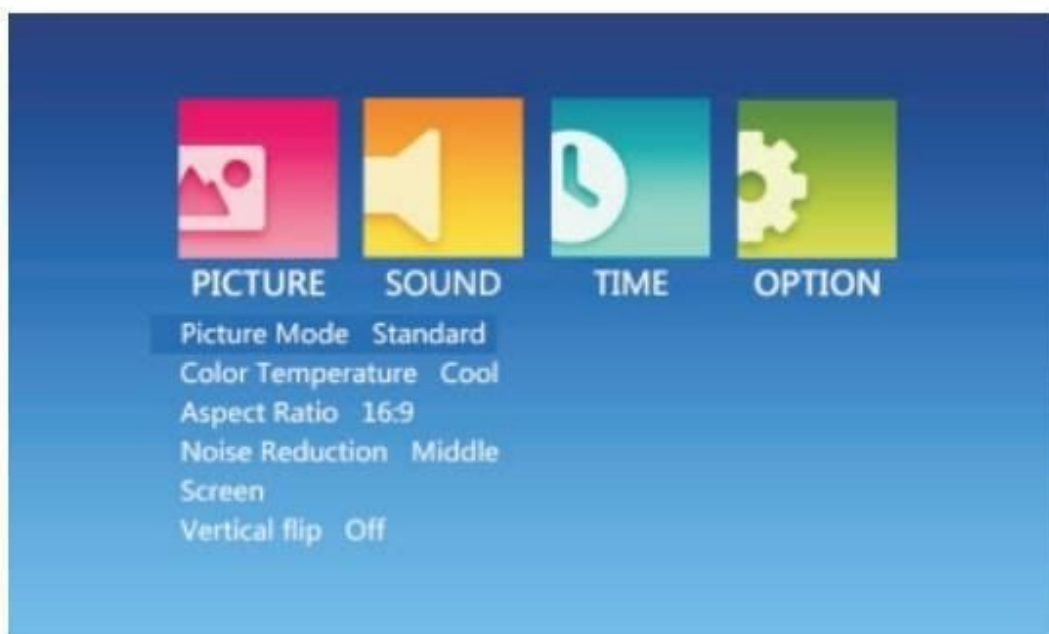 PICTURE SOUND TIME OPTION
Picture Mode Standard
Color Temperature Cool
Aspect Ratio 16:9
Noise Reduction Middle
Screen
Vertical flip Off